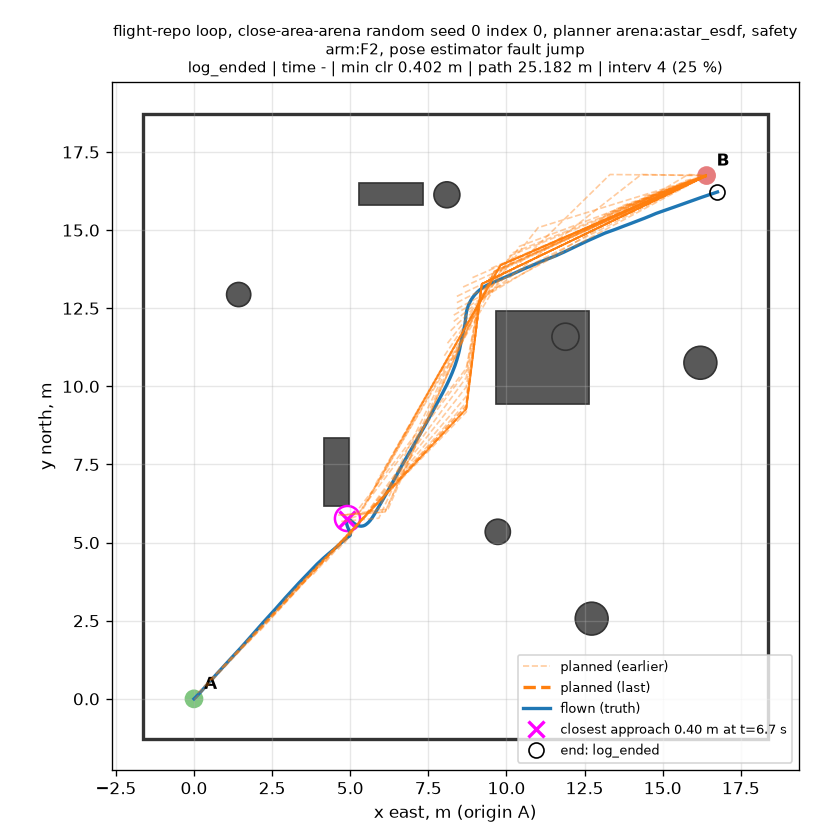 flight-repo loop, close-area-arena random seed 0 index 0, planner arena:astar_esdf, safety
arm:F2, pose estimator fault jump
log_ended | time - | min clr 0.402 m | path 25.182 m | interv 4 (25 %)
y north, m
17.5
15.0
12.5
10.0
7.5
5.0
2.5
0.0
B
A
planned (earlier)
planned (last)
flown (truth)
closest approach 0.40 m at t=6.7 s
end: log_ended
−2.5 0.0 2.5 5.0 7.5 10.0 12.5 15.0 17.5
x east, m (origin A)